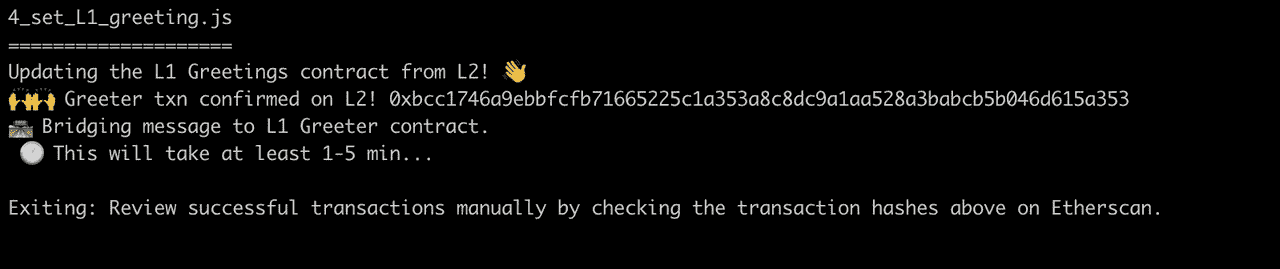 4_set_L1_greeting.js
====================
Updating the L1 Greetings contract from L2! 👋
🙌🙌 Greeter txn confirmed on L2! 0xbcc1746a9ebbfcfb71665225c1a353a8c8dc9a1aa528a3babcb5b046d615a353
🛣️ Bridging message to L1 Greeter contract.
🕐 This will take at least 1-5 min...
Exiting: Review successful transactions manually by checking the transaction hashes above on Etherscan.